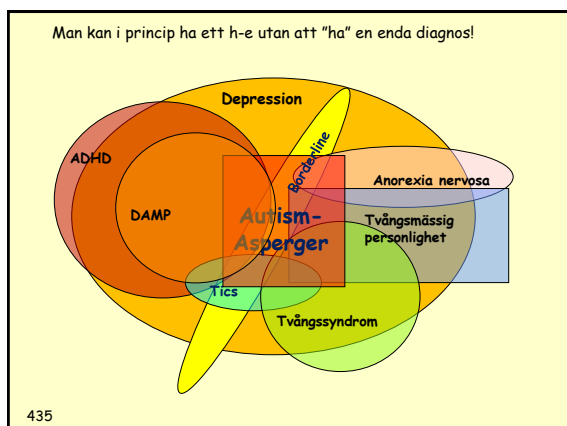 Man kan i princip ha ett h-e utan att ”ha” en enda diagnos!
Depression
Borderline
ADHD
Anorexia nervosa
DAMP
Autism-
Asperger
Tvångsmässig
personlighet
Tics
Tvångssyndrom
435